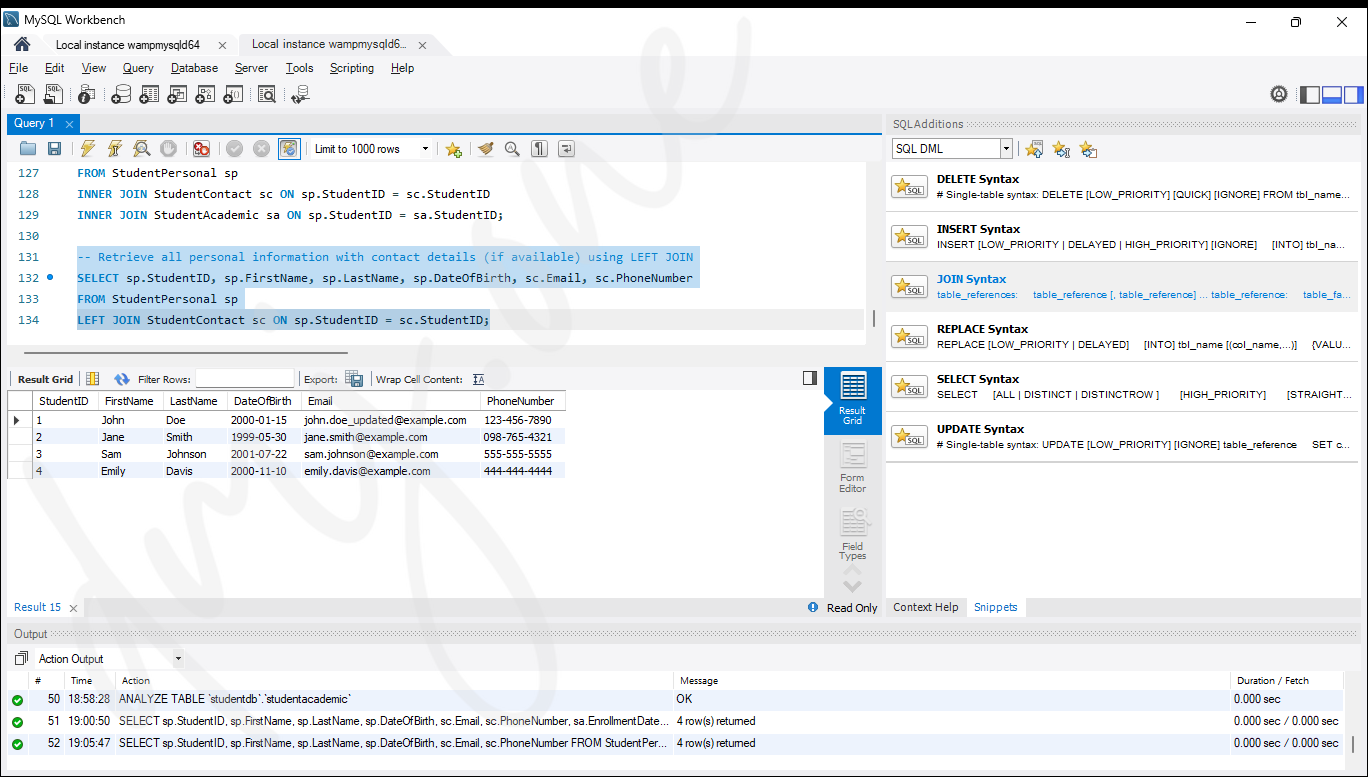 MySQL Workbench
Local instance wampmysqld64
Local instance wampmysqld6...
File Edit View Query Database Server Tools Scripting Help
Query 1
Limit to 1000 rows
127 FROM StudentPersonal sp
128 INNER JOIN StudentContact sc ON sp.StudentID = sc.StudentID
129 INNER JOIN StudentAcademic sa ON sp.StudentID = sa.StudentID;
130
131 -- Retrieve all personal information with contact details (if available) using LEFT JOIN
132 SELECT sp.StudentID, sp.FirstName, sp.LastName, sp.DateOfBirth, sc.Email, sc.PhoneNumber
133 FROM StudentPersonal sp
134 LEFT JOIN StudentContact sc ON sp.StudentID = sc.StudentID;
Result Grid Filter Rows: Export: Wrap Cell Content:
StudentID FirstName LastName DateOfBirth Email PhoneNumber
1 John Doe 2000-01-15 john.doe_updated@example.com 123-456-7890
2 Jane Smith 1999-05-30 jane.smith@example.com 098-765-4321
3 Sam Johnson 2001-07-22 sam.johnson@example.com 555-555-5555
4 Emily Davis 2000-11-10 emily.davis@example.com 444-444-4444
Result
Grid
Form
Editor
Field
Types
Result 15
Read Only
SQLAdditions
SQL DML
DELETE Syntax
# Single-table syntax: DELETE [LOW_PRIORITY] [QUICK] [IGNORE] FROM tbl_name...
INSERT Syntax
INSERT [LOW_PRIORITY | DELAYED | HIGH_PRIORITY] [IGNORE] [INTO] tbl_na...
JOIN Syntax
table_references: table_reference [, table_reference] ... table_reference: table_fa...
REPLACE Syntax
REPLACE [LOW_PRIORITY | DELAYED] [INTO] tbl_name [(col_name,...)] {VALU...
SELECT Syntax
SELECT [ALL | DISTINCT | DISTINCTROW ] [HIGH_PRIORITY] [STRAIGHT...
UPDATE Syntax
# Single-table syntax: UPDATE [LOW_PRIORITY] [IGNORE] table_reference SET c...
Context Help Snippets
Output
Action Output
# Time Action Message Duration / Fetch
50 18:58:28 ANALYZE TABLE `studentdb`.`studentacademic` OK 0.000 sec
51 19:00:50 SELECT sp.StudentID, sp.FirstName, sp.LastName, sp.DateOfBirth, sc.Email, sc.PhoneNumber, sa.EnrollmentDate... 4 row(s) returned 0.000 sec / 0.000 sec
52 19:05:47 SELECT sp.StudentID, sp.FirstName, sp.LastName, sp.DateOfBirth, sc.Email, sc.PhoneNumber FROM StudentPer... 4 row(s) returned 0.000 sec / 0.000 sec